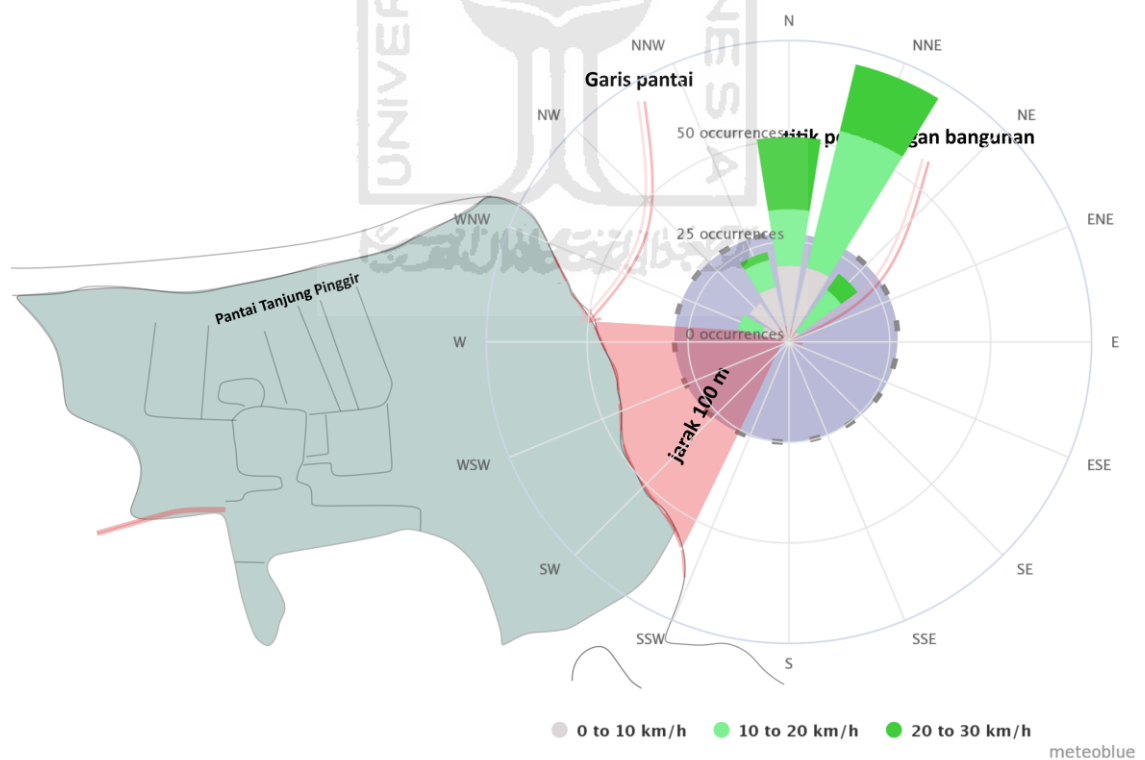 N
NNW
NNE
Garis pantai
NW
NE
UNIVER
NESIA
50 occurrences
titik gan bangunan
WNW
ENE
25 occurrences
Pantai Tanjung Pinggir
W
0 occurrences
E
jarak 100 m
WSW
ESE
SW
SE
SSW
SSE
S
0 to 10 km/h
10 to 20 km/h
20 to 30 km/h
meteoblue